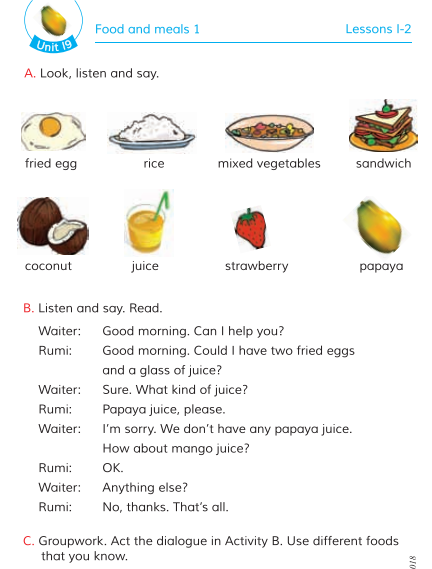 Unit 19
Food and meals 1
Lessons 1-2
A. Look, listen and say.
fried egg
rice
mixed vegetables
sandwich
coconut
juice
strawberry
papaya
B. Listen and say. Read.
Waiter: Good morning. Can I help you?
Rumi: Good morning. Could I have two fried eggs
and a glass of juice?
Waiter: Sure. What kind of juice?
Rumi: Papaya juice, please.
Waiter: I'm sorry. We don't have any papaya juice.
How about mango juice?
Rumi: OK.
Waiter: Anything else?
Rumi: No, thanks. That's all.
C. Groupwork. Act the dialogue in Activity B. Use different foods
that you know.
018